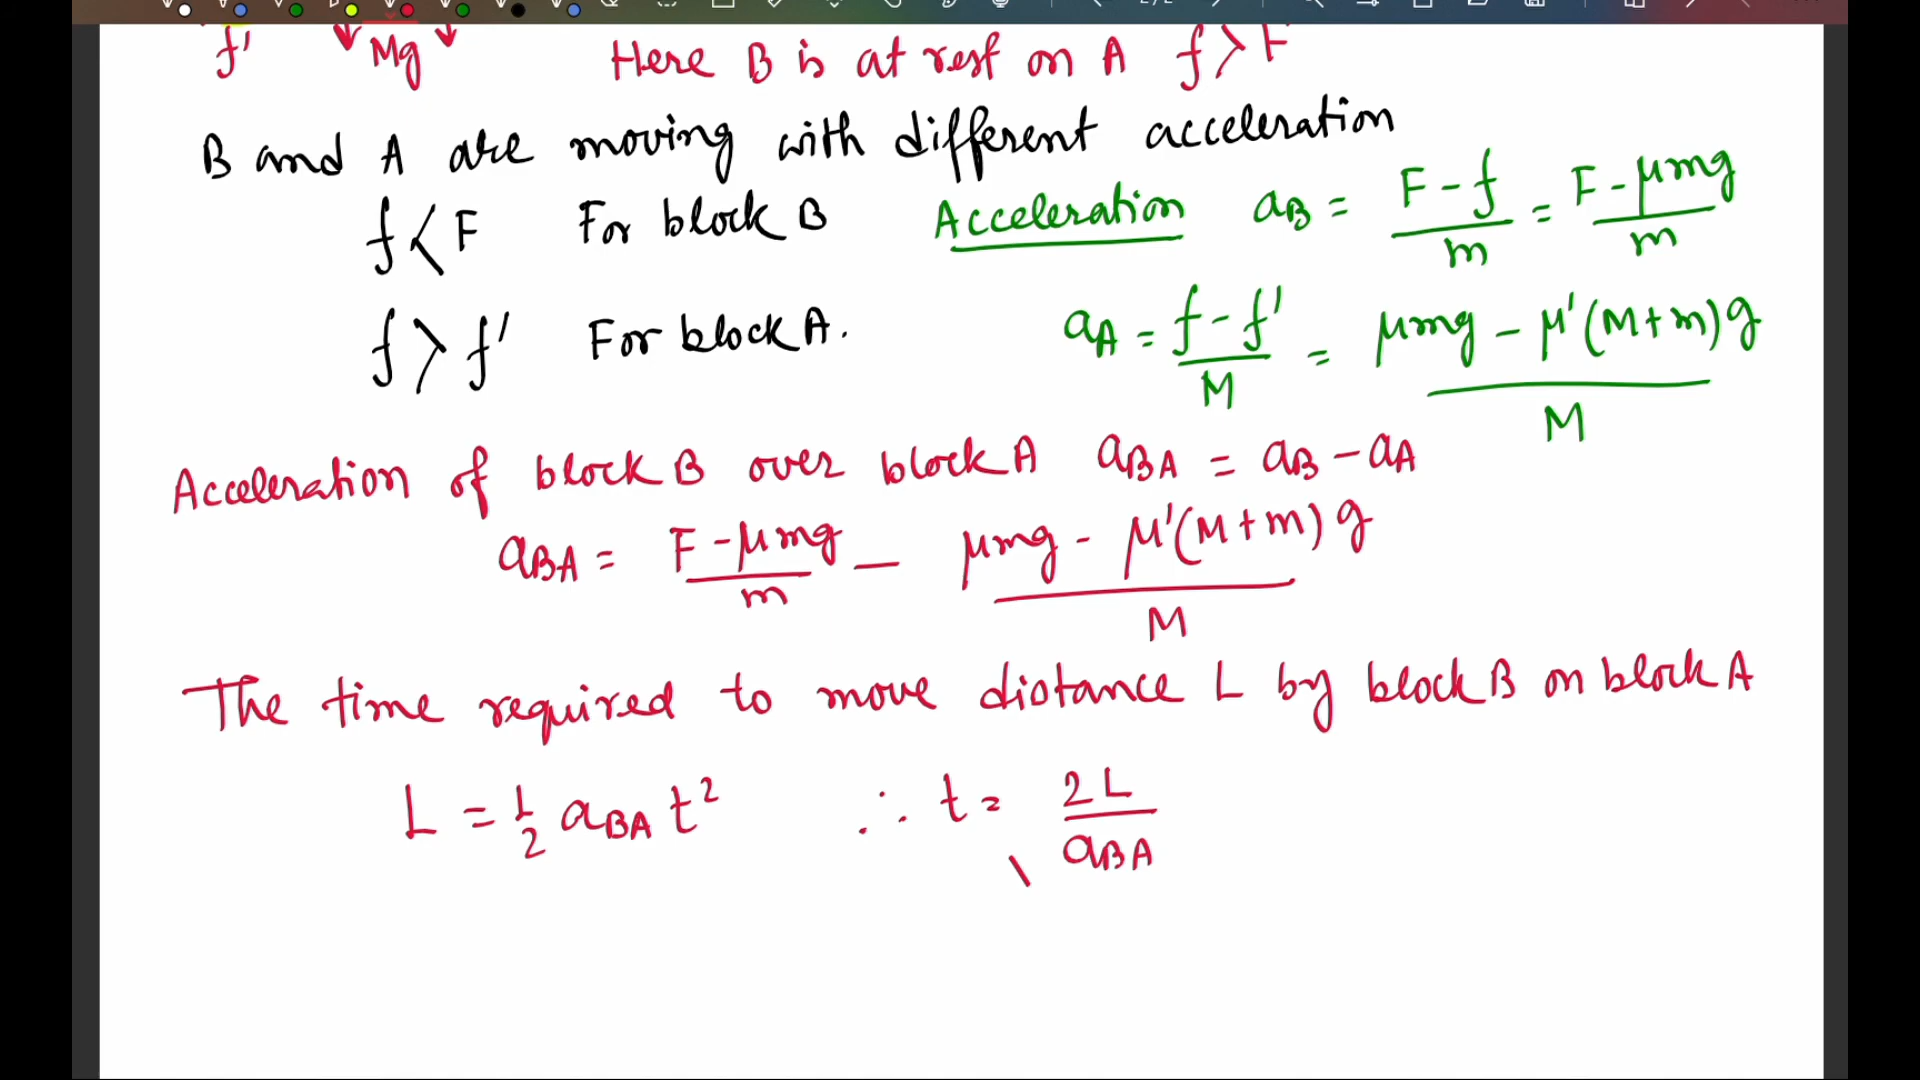 f' Mg Here B is at rest on A f > F
B and A are moving with different acceleration
f < F For block B Acceleration aB = F - f / m = F - μmg / m
f > f' For block A. aA = f - f' / M = μmg - μ'(M+m)g / M
Acceleration of block B over block A aBA = aB - aA
aBA = F - μmg / m - μmg - μ'(M+m)g / M
The time required to move distance L by block B on block A
L = 1/2 aBA t² ∴ t = 2L / aBA